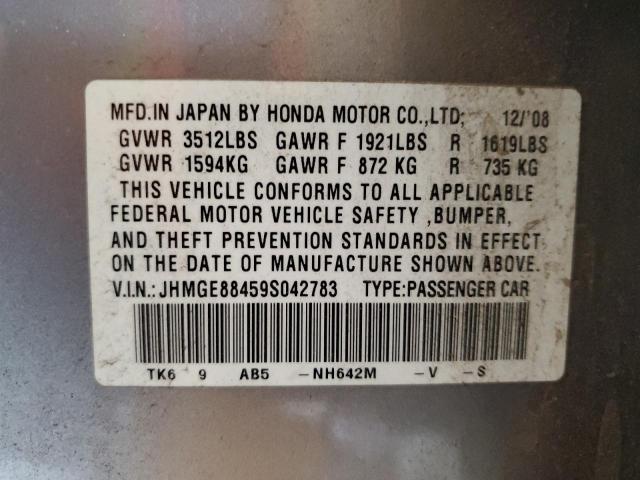 MFD.IN JAPAN BY HONDA MOTOR CO.,LTD; 12/'08
GVWR 3512LBS GAWR F 1921LBS R 1619LBS
GVWR 1594KG GAWR F 872 KG R 735 KG
THIS VEHICLE CONFORMS TO ALL APPLICABLE
FEDERAL MOTOR VEHICLE SAFETY ,BUMPER,
AND THEFT PREVENTION STANDARDS IN EFFECT
ON THE DATE OF MANUFACTURE SHOWN ABOVE.
V.I.N.: JHMGE88459S042783 TYPE:PASSENGER CAR
TK6 9 AB5 -NH642M -V -S